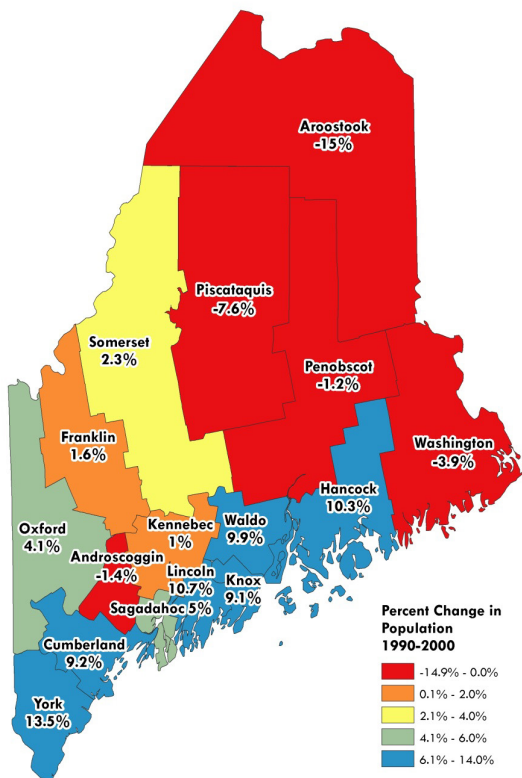 Aroostook
-15%
Piscataquis
-7.6%
Somerset
2.3%
Penobscot
-1.2%
Franklin
1.6%
Washington
-3.9%
Hancock
10.3%
Oxford
4.1%
Kennebec
1%
Waldo
9.9%
Androscoggin
-1.4%
Lincoln
10.7%
Knox
9.1%
Sagadahoc 5%
Cumberland
9.2%
York
13.5%
Percent Change in
Population
1990-2000
-14.9% - 0.0%
0.1% - 2.0%
2.1% - 4.0%
4.1% - 6.0%
6.1% - 14.0%